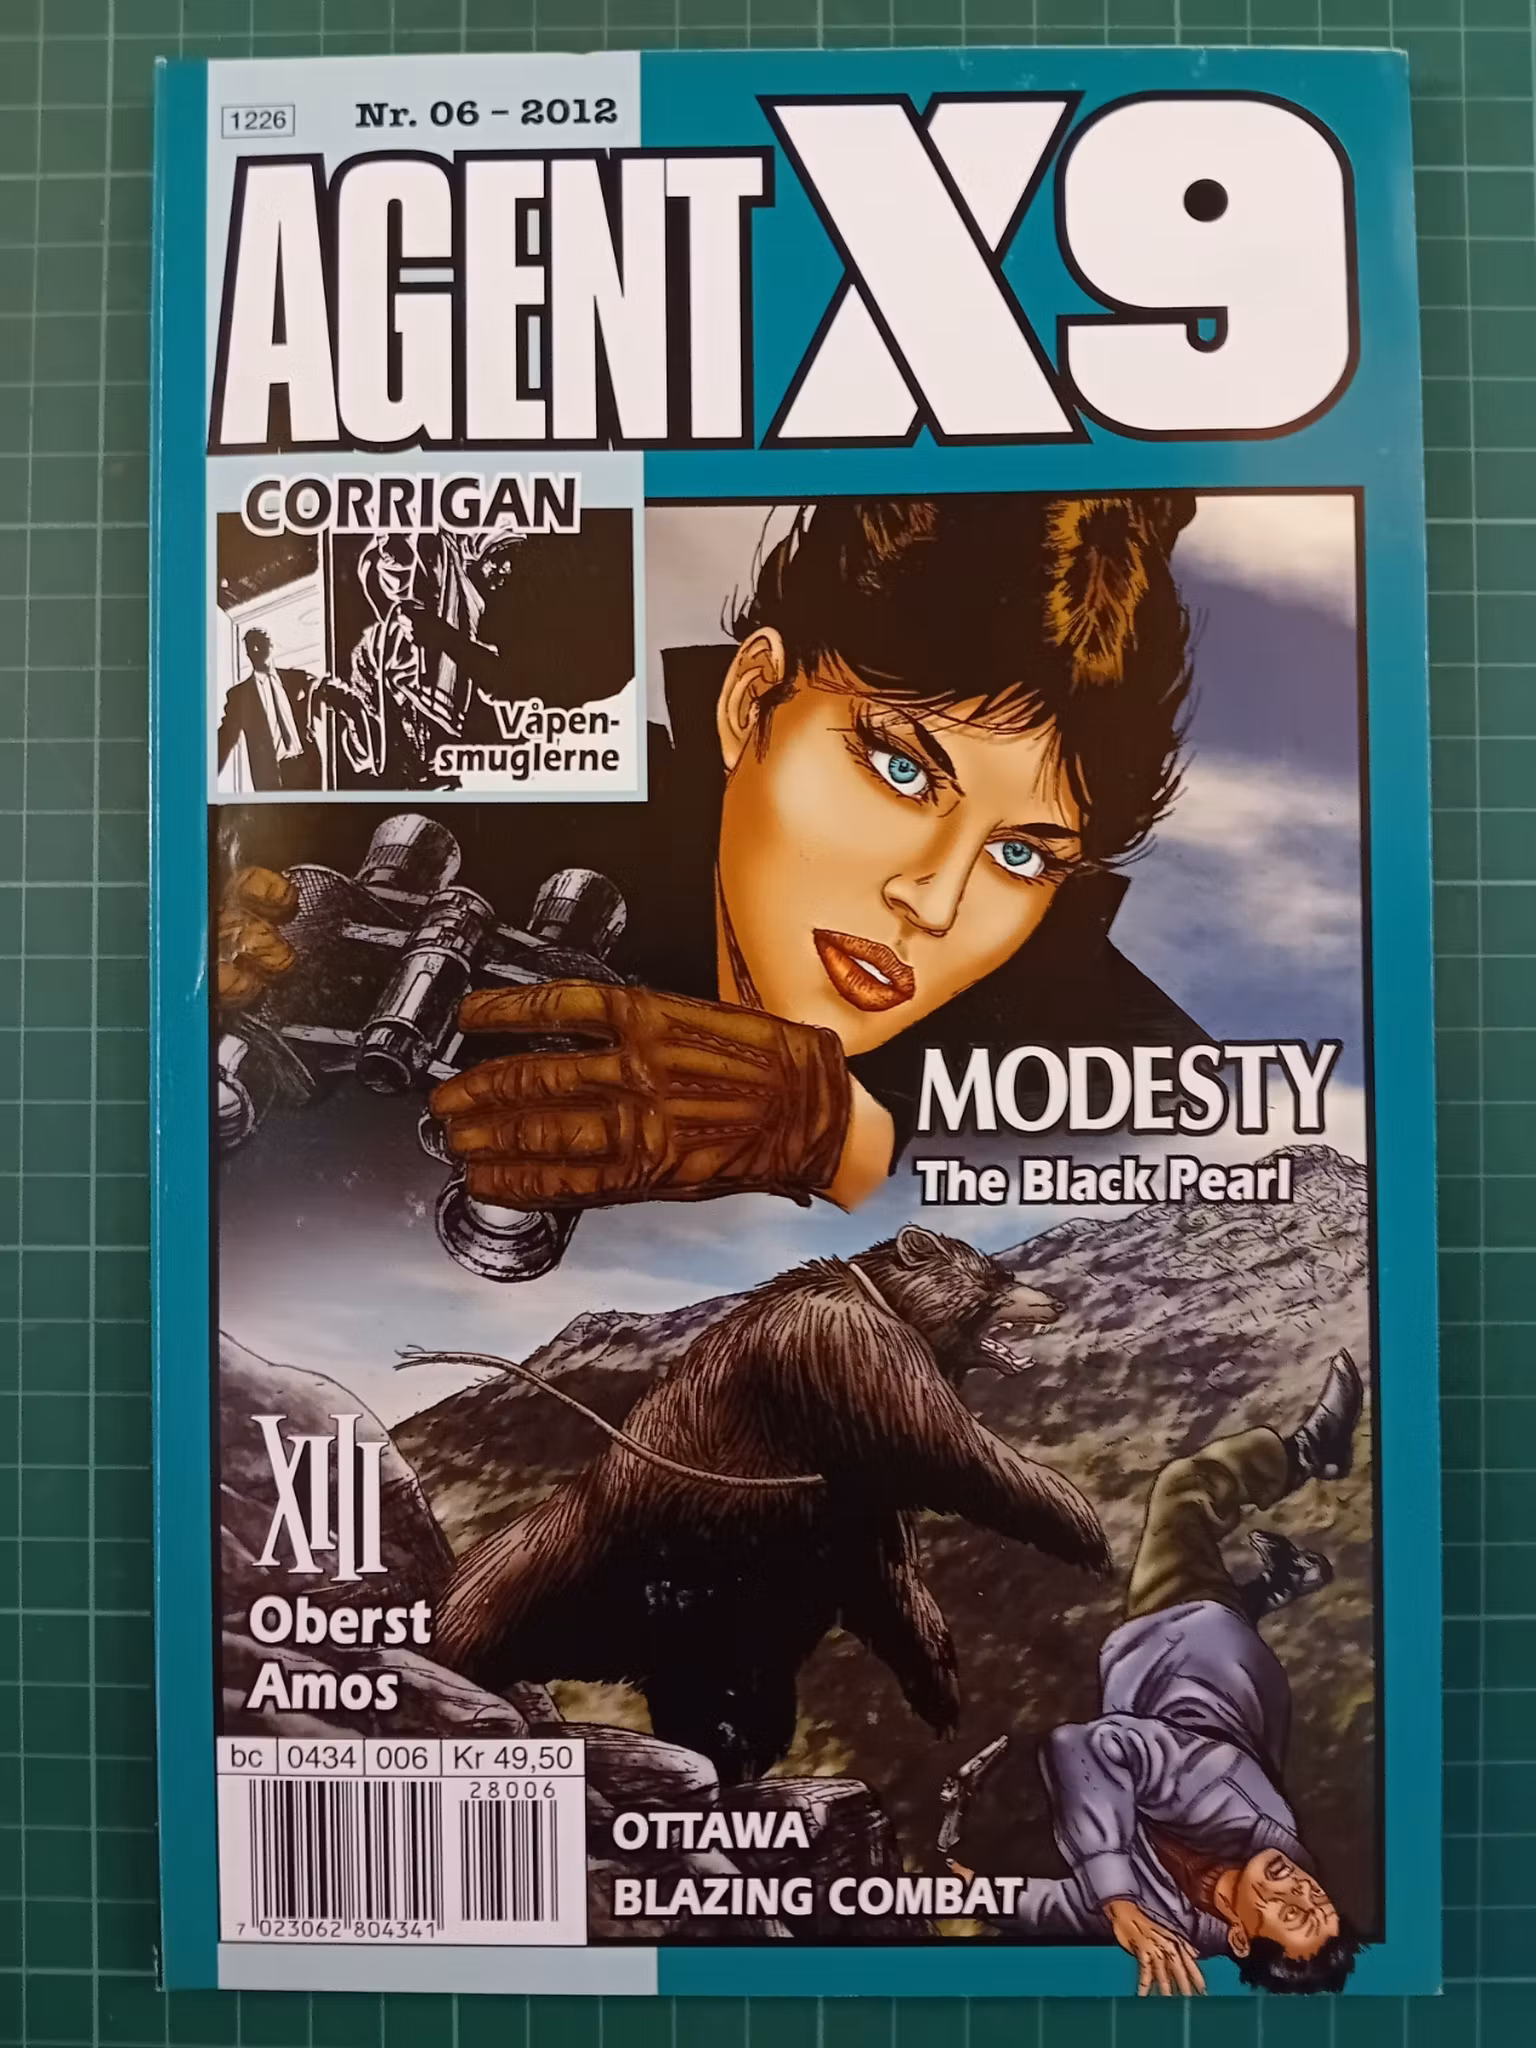 1226
Nr. 06 – 2012
AGENT X9
CORRIGAN
Våpen-
smuglerne
MODESTY
The Black Pearl
XIII
Oberst
Amos
bc 0434 006 Kr 49,50
28006
7 023062 804341
OTTAWA
BLAZING COMBAT